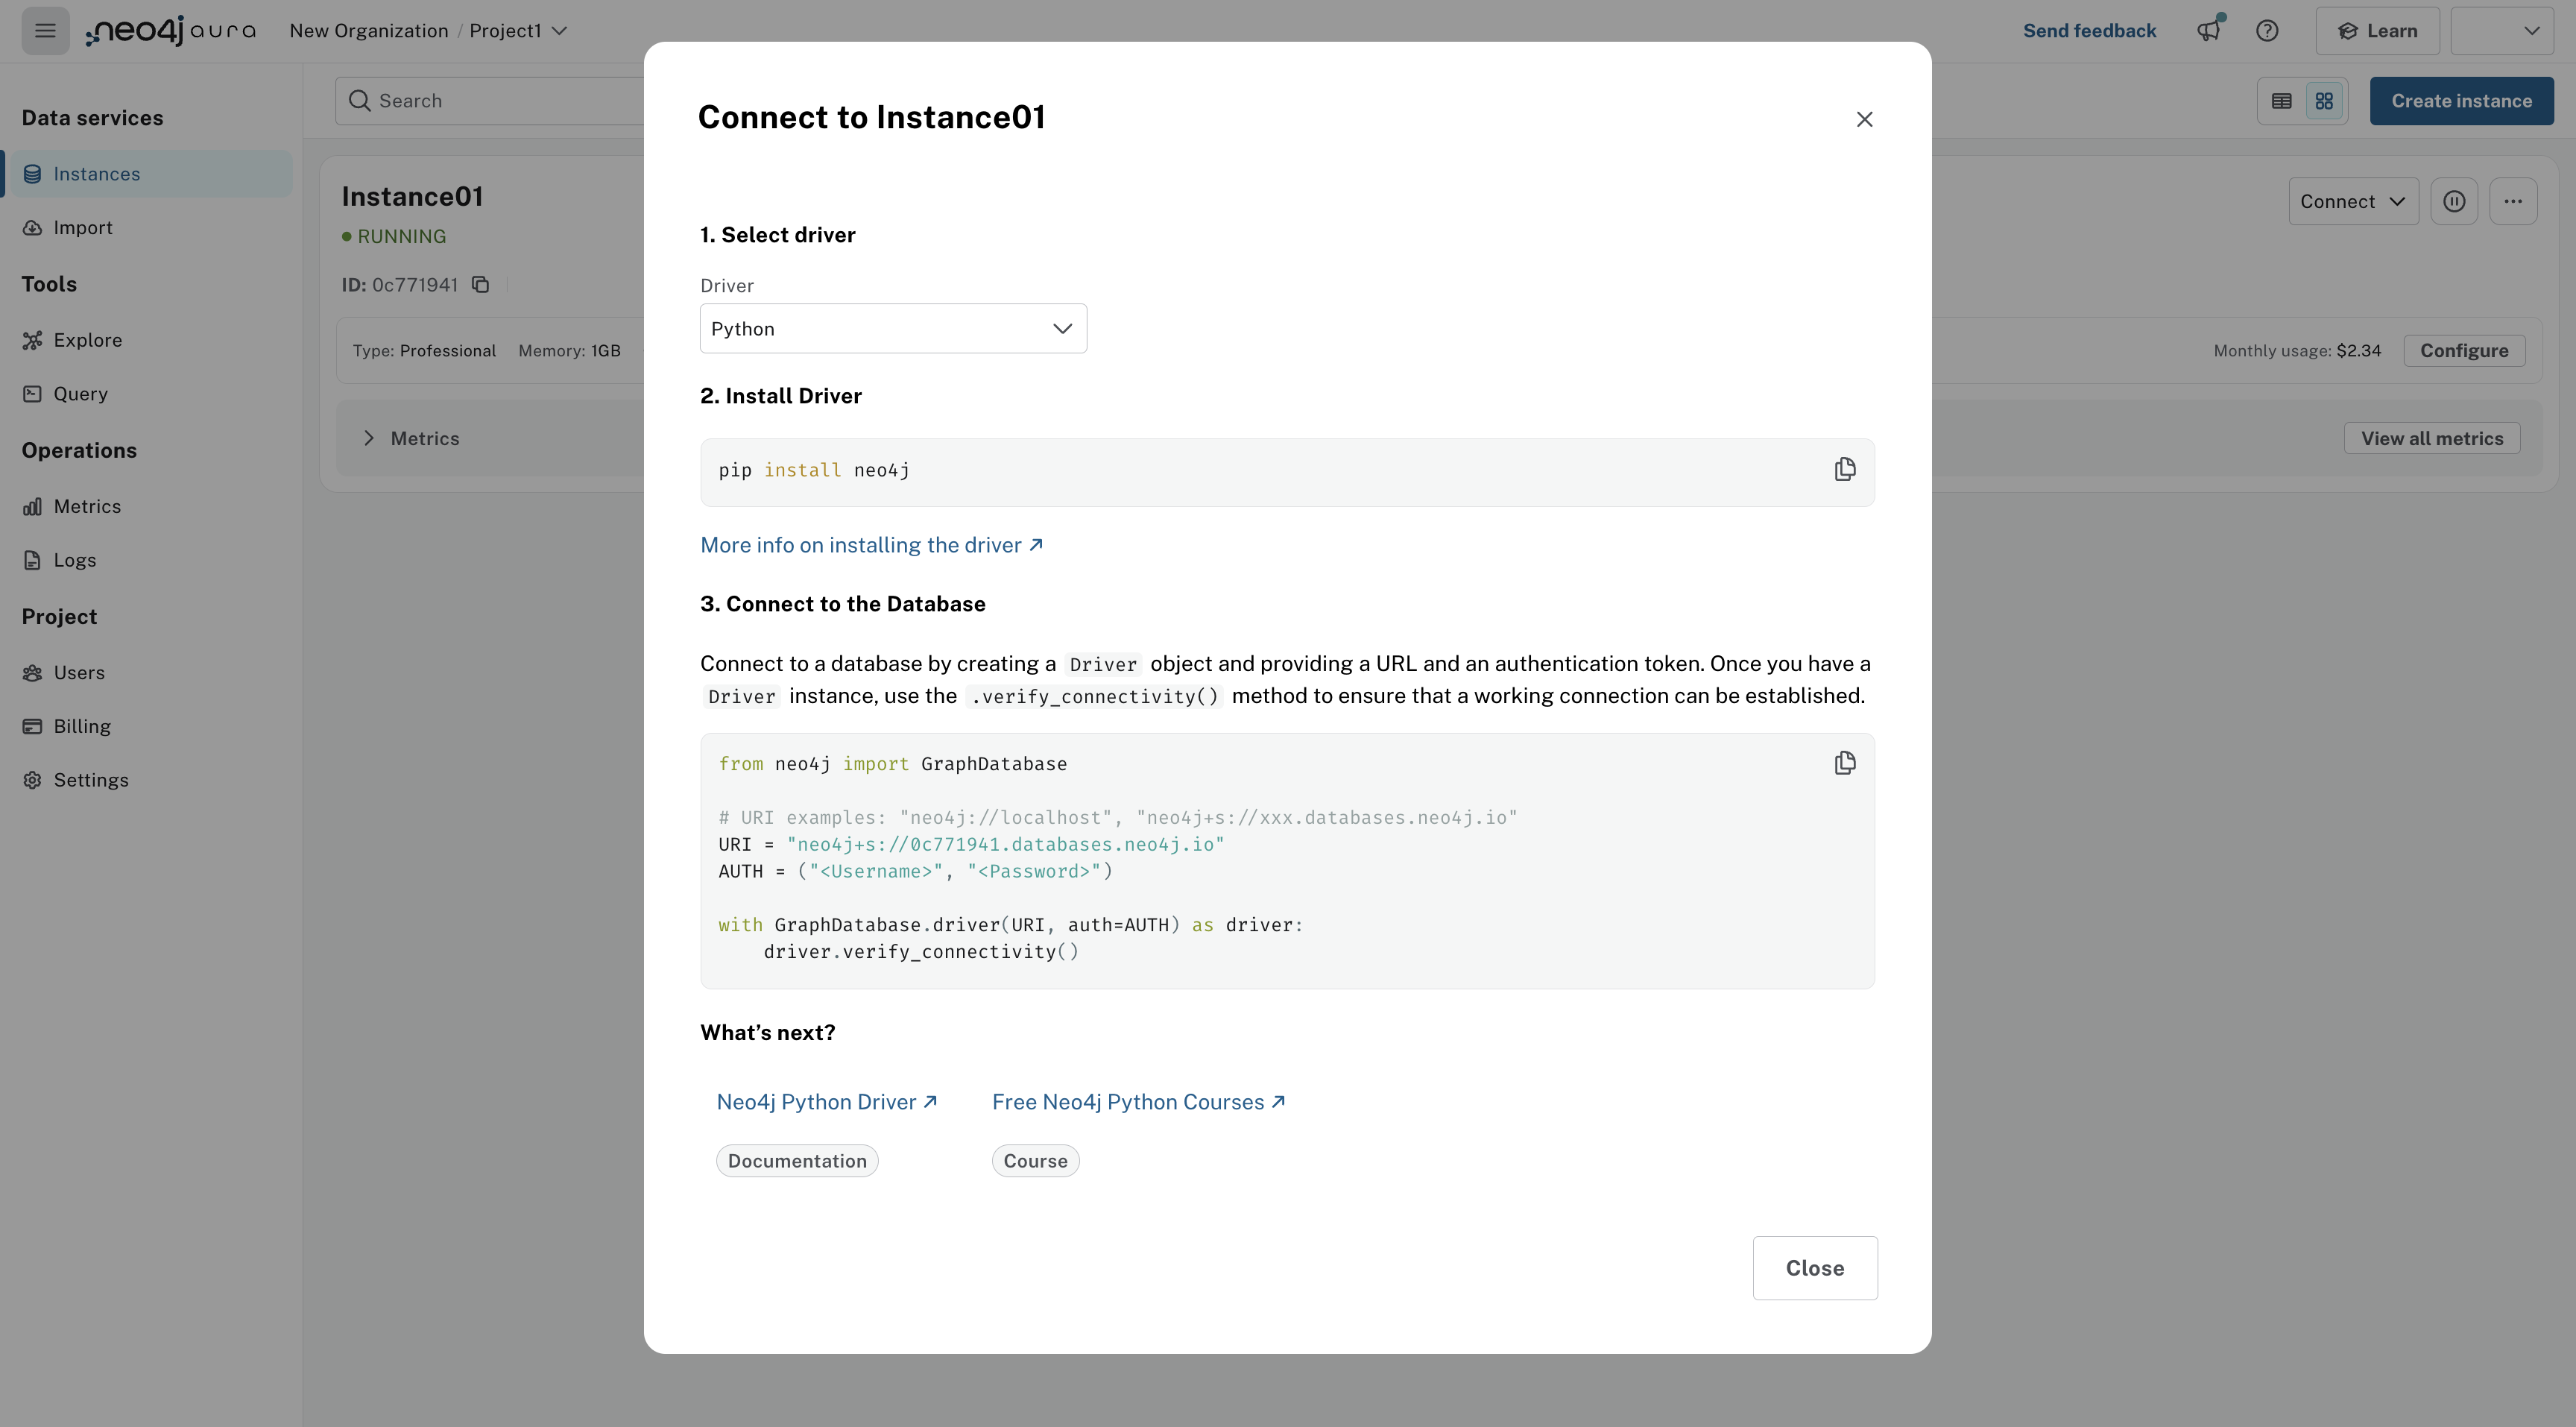 neo4j aura
New Organization / Project1
Send feedback
Learn
Data services
Instances
Import
Tools
Explore
Query
Operations
Metrics
Logs
Project
Users
Billing
Settings
Search
Create instance
Instance01
RUNNING
ID: 0c771941
Connect
Type: Professional Memory: 1GB
Monthly usage: $2.34 Configure
Metrics
View all metrics
Connect to Instance01
1. Select driver
Driver
Python
2. Install Driver
pip install neo4j
More info on installing the driver
3. Connect to the Database
Connect to a database by creating a Driver object and providing a URL and an authentication token. Once you have a
Driver instance, use the .verify_connectivity() method to ensure that a working connection can be established.
from neo4j import GraphDatabase
# URI examples: "neo4j://localhost", "neo4j+s://xxx.databases.neo4j.io"
URI = "neo4j+s://0c771941.databases.neo4j.io"
AUTH = ("<Username>", "<Password>")
with GraphDatabase.driver(URI, auth=AUTH) as driver:
    driver.verify_connectivity()
What’s next?
Neo4j Python Driver
Free Neo4j Python Courses
Documentation
Course
Close